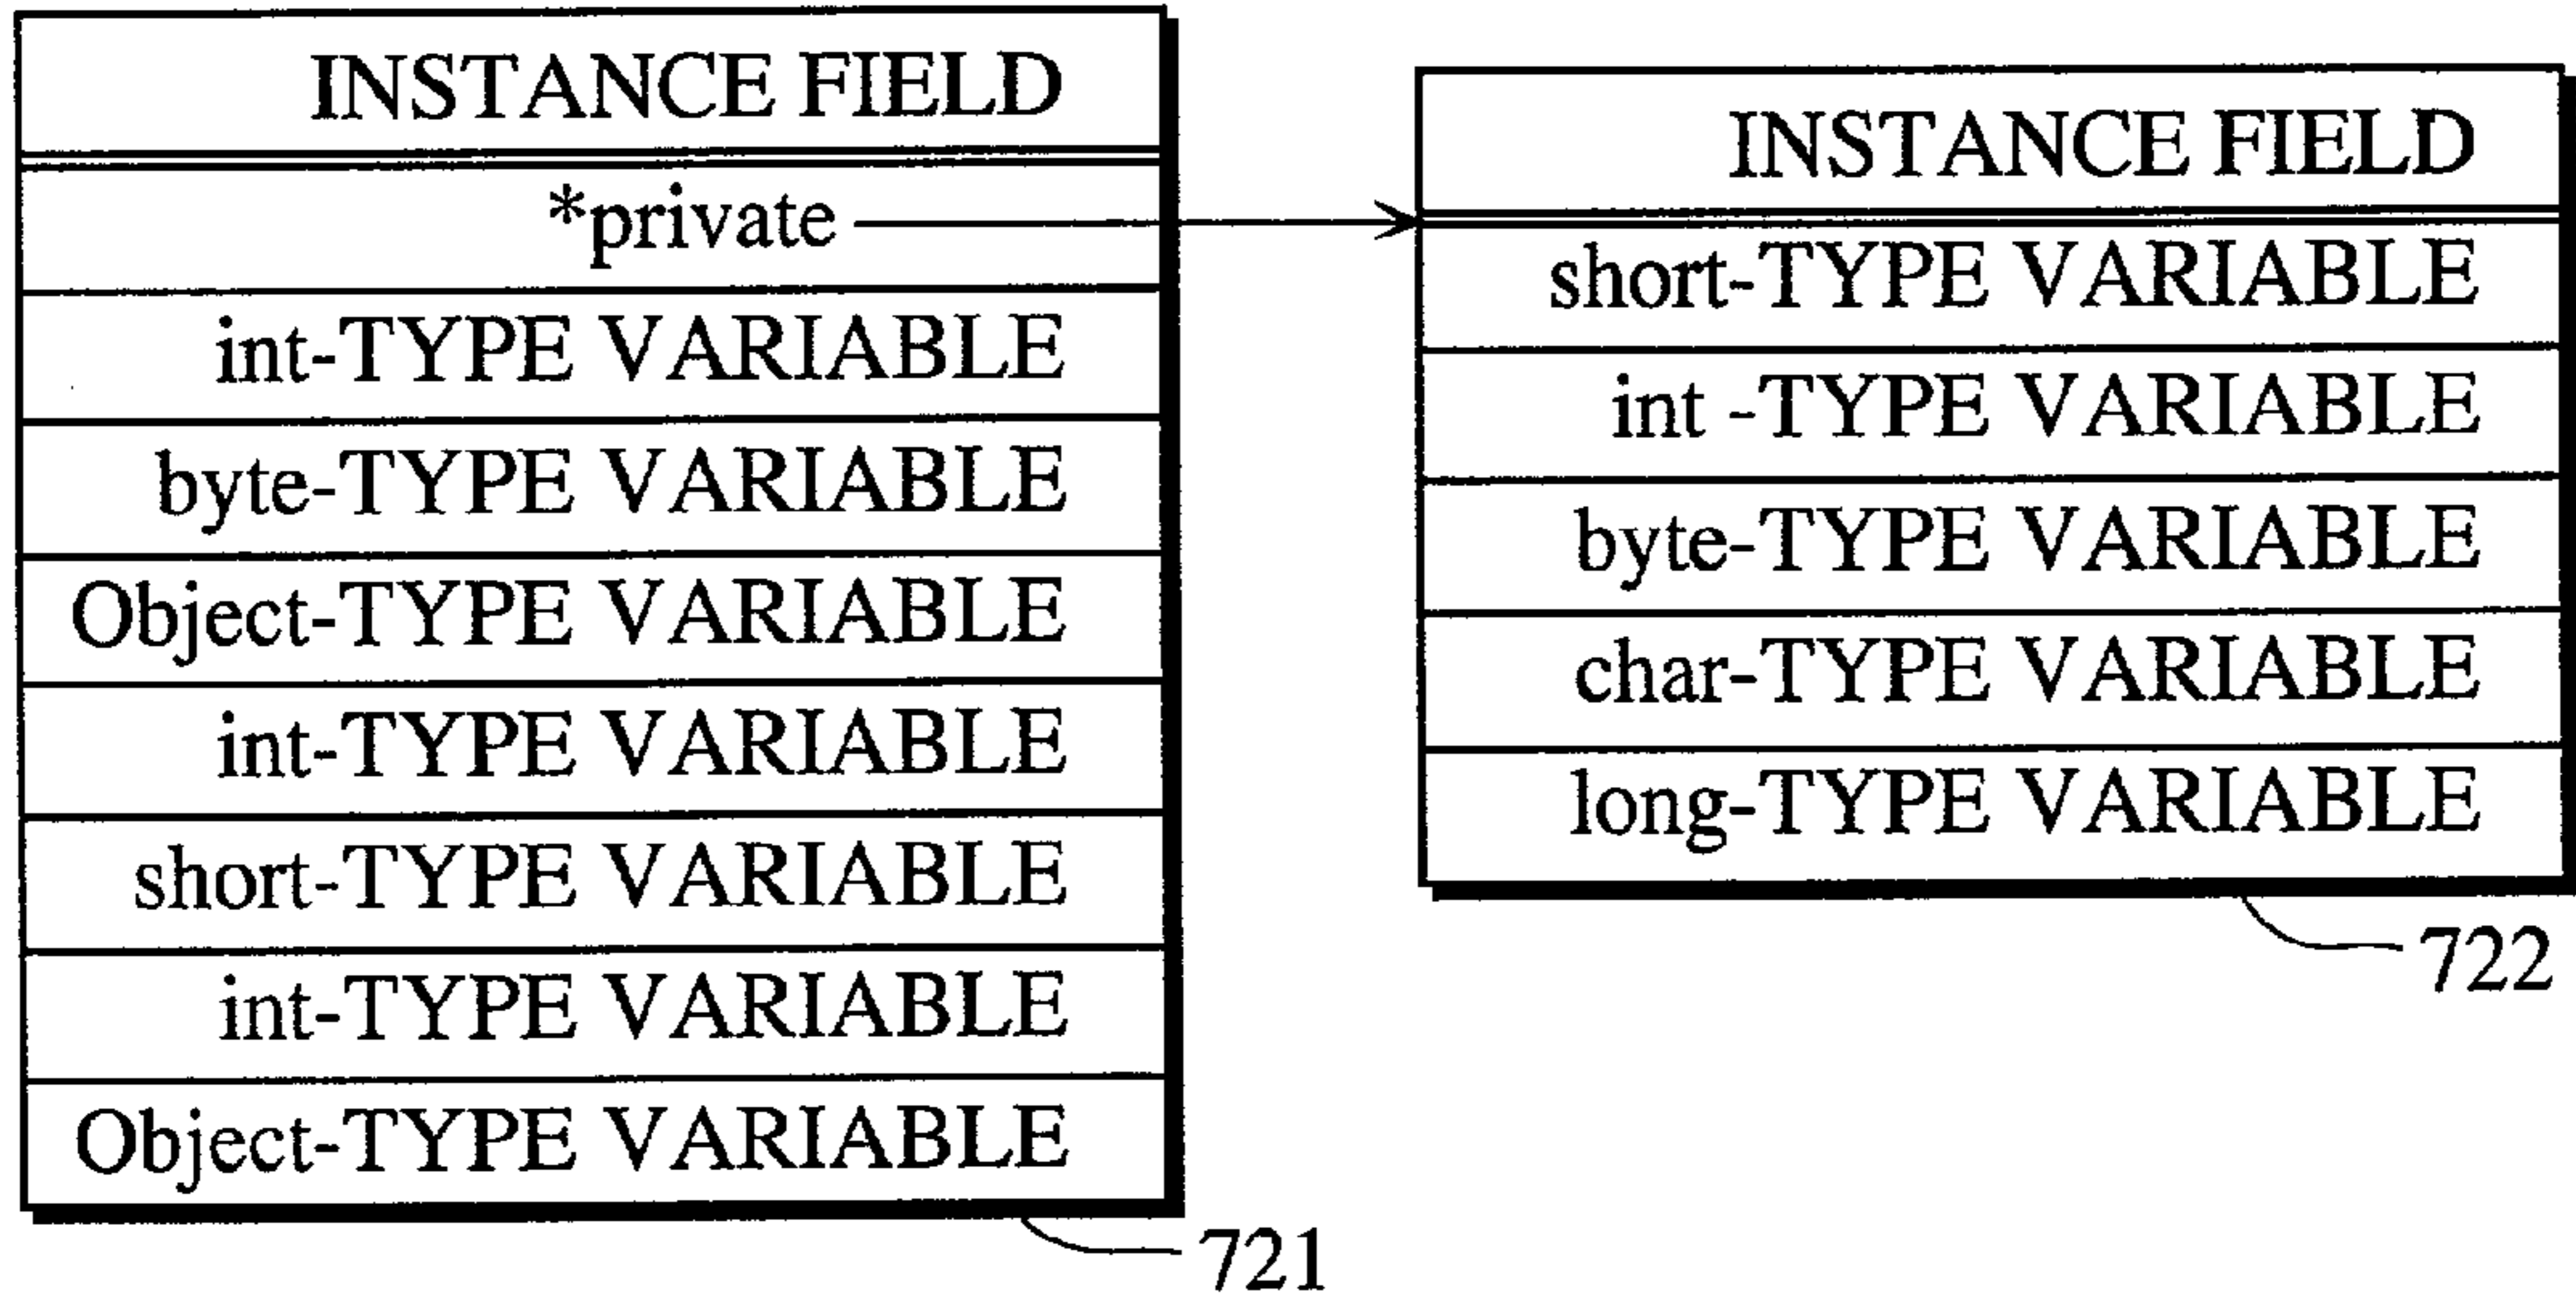 INSTANCE FIELD
*private
int-TYPE VARIABLE
byte-TYPE VARIABLE
Object-TYPE VARIABLE
int-TYPE VARIABLE
short-TYPE VARIABLE
int-TYPE VARIABLE
Object-TYPE VARIABLE
721
INSTANCE FIELD
short-TYPE VARIABLE
int -TYPE VARIABLE
byte-TYPE VARIABLE
char-TYPE VARIABLE
long-TYPE VARIABLE
722